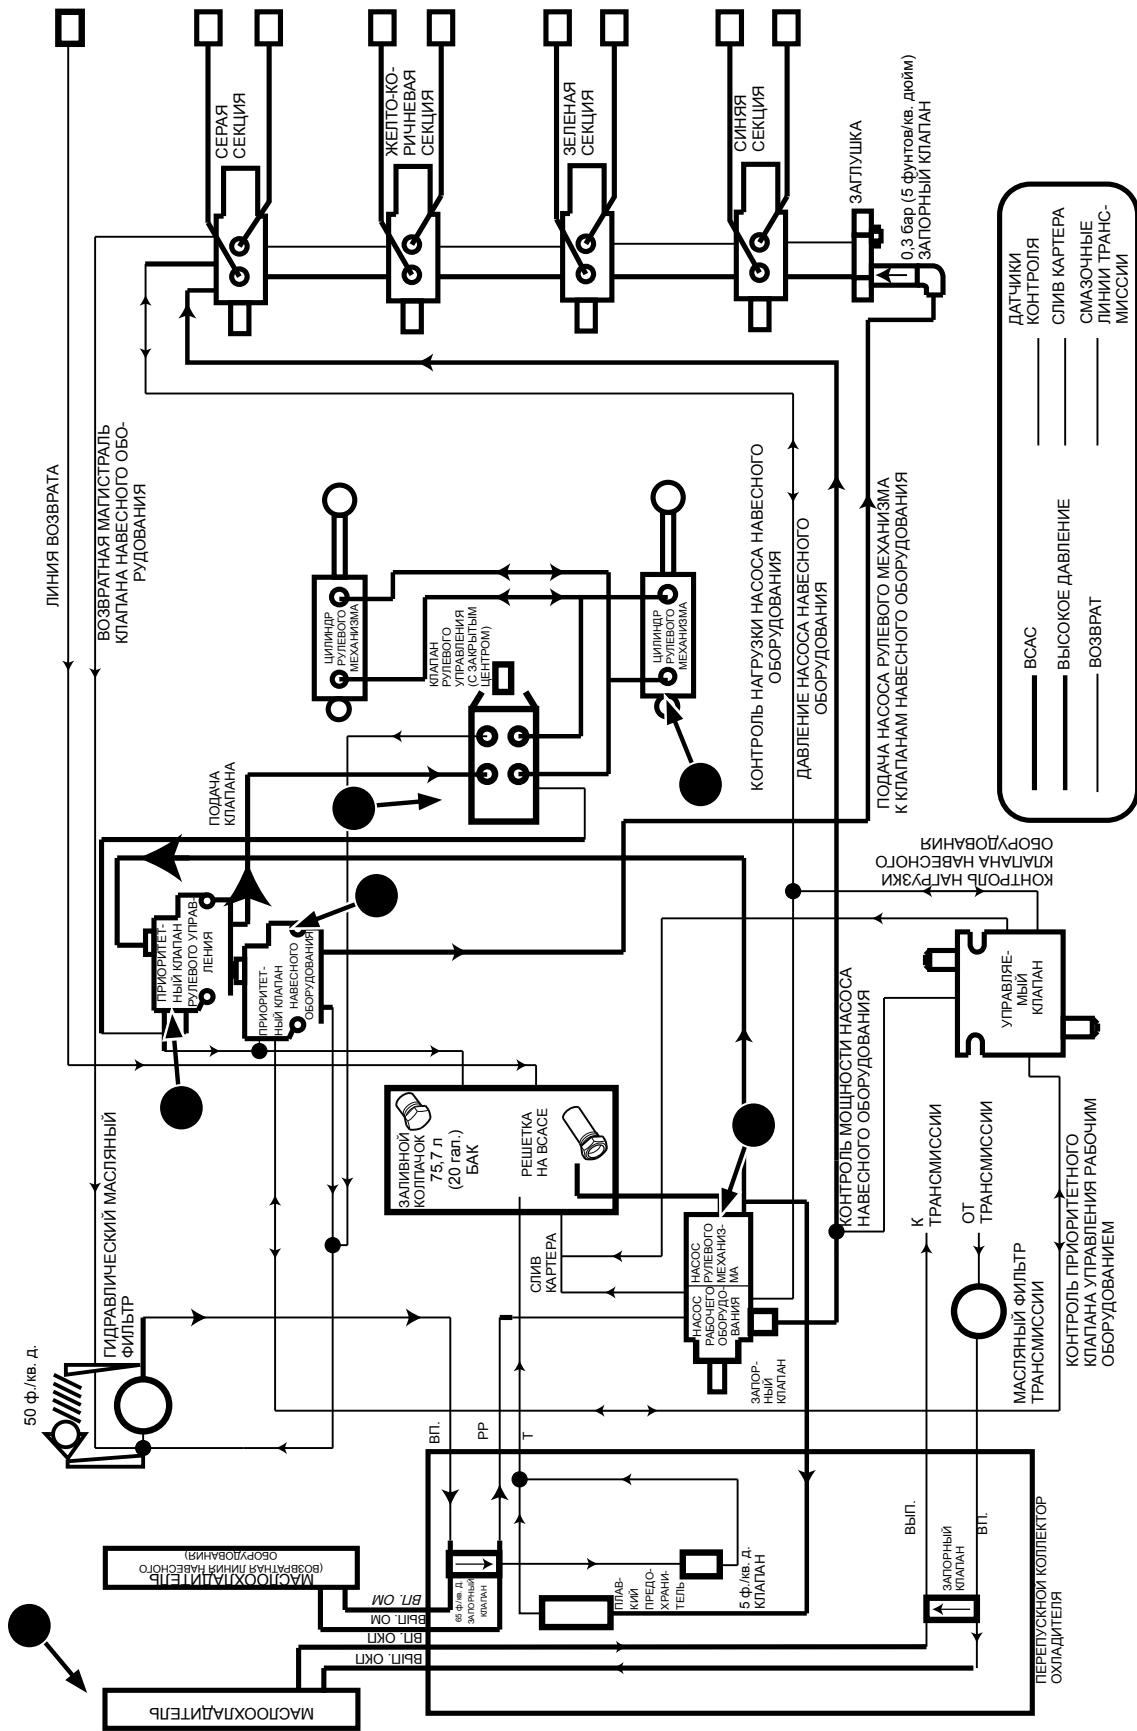 ЛИНИЯ ВОЗВРАТА
ВОЗВРАТНАЯ МАГИСТРАЛЬ
КЛАПАНА НАВЕСНОГО ОБО-
РУДОВАНИЯ
СЕРАЯ
СЕКЦИЯ
ЖЕЛТО-КО-
РИЧНЕВАЯ
СЕКЦИЯ
ЗЕЛЕНАЯ
СЕКЦИЯ
СИНЯЯ
СЕКЦИЯ
ЗАГЛУШКА
0,3 бар (5 фунтов/кв. дюйм)
ЗАПОРНЫЙ КЛАПАН
ЦИЛИНДР
РУЛЕВОГО
МЕХАНИЗМА
КЛАПАН
РУЛЕВОГО
УПРАВЛЕНИЯ
(С ЗАКРЫТЫМ
ЦЕНТРОМ)
ЦИЛИНДР
РУЛЕВОГО
МЕХАНИЗМА
КОНТРОЛЬ НАГРУЗКИ НАСОСА НАВЕСНОГО
ОБОРУДОВАНИЯ
ДАВЛЕНИЕ НАСОСА НАВЕСНОГО
ОБОРУДОВАНИЯ
ПОДАЧА НАСОСА РУЛЕВОГО МЕХАНИЗМА
К КЛАПАНАМ НАВЕСНОГО ОБОРУДОВАНИЯ
ВСАС
ВЫСОКОЕ ДАВЛЕНИЕ
ВОЗВРАТ
ДАТЧИКИ
КОНТРОЛЯ
СЛИВ КАРТЕРА
СМАЗОЧНЫЕ
ЛИНИИ ТРАНС-
МИССИИ
ПОДАЧА
КЛАПАНА
ПРИОРИТЕТ-
НЫЙ КЛАПАН
РУЛЕВОГО УПРАВ-
ЛЕНИЯ
ПРИОРИТЕТ-
НЫЙ КЛАПАН
НАВЕСНОГО
ОБОРУДОВАНИЯ
КОНТРОЛЬ НАГРУЗКИ
КЛАПАНА НАВЕСНОГО
ОБОРУДОВАНИЯ
УПРАВЛЯЕ-
МЫЙ
КЛАПАН
ЗАЛИВНОЙ
КОЛПАЧОК
75,7 л
(20 гал.)
БАК
РЕШЕТКА
НА ВСАСЕ
КОНТРОЛЬ МОЩНОСТИ НАСОСА
НАВЕСНОГО ОБОРУДОВАНИЯ
К
ТРАНСМИССИИ
ОТ
ТРАНСМИССИИ
ГИДРАВЛИЧЕСКИЙ МАСЛЯНЫЙ
ФИЛЬТР
50 ф./кв. д.
СЛИВ
КАРТЕРА
НАСОС
РУЛЕВОГО
МЕХАНИЗ-
МА
НАСОС
РАБОЧЕГО
ОБОРУДО-
ВАНИЯ
ЗАПОР-
НЫЙ
КЛАПАН
МАСЛЯНЫЙ ФИЛЬТР
ТРАНСМИССИИ
КОНТРОЛЬ ПРИОРИТЕТНОГО
КЛАПАНА УПРАВЛЕНИЯ РАБОЧИМ
ОБОРУДОВАНИЕМ
ВП.
РР
Т
МАСЛООХЛАДИТЕЛЬ
(ВОЗВРАТНАЯ ЛИНИЯ НАВЕСНОГО
ОБОРУДОВАНИЯ)
ВП. ОМ
ВЫП. ОМ
ВП. ОКП
ВЫП. ОКП
65 ф./кв. д.
ЗАПОРНЫЙ
КЛАПАН
ПЛАВ-
КИЙ
ПРЕДО-
ХРАНИ-
ТЕЛЬ
5 ф./кв. д.
КЛАПАН
ВЫП.
ВП.
ЗАПОРНЫЙ
КЛАПАН
ПЕРЕПУСКНОЙ КОЛЛЕКТОР
ОХЛАДИТЕЛЯ
МАСЛООХЛАДИТЕЛЬ